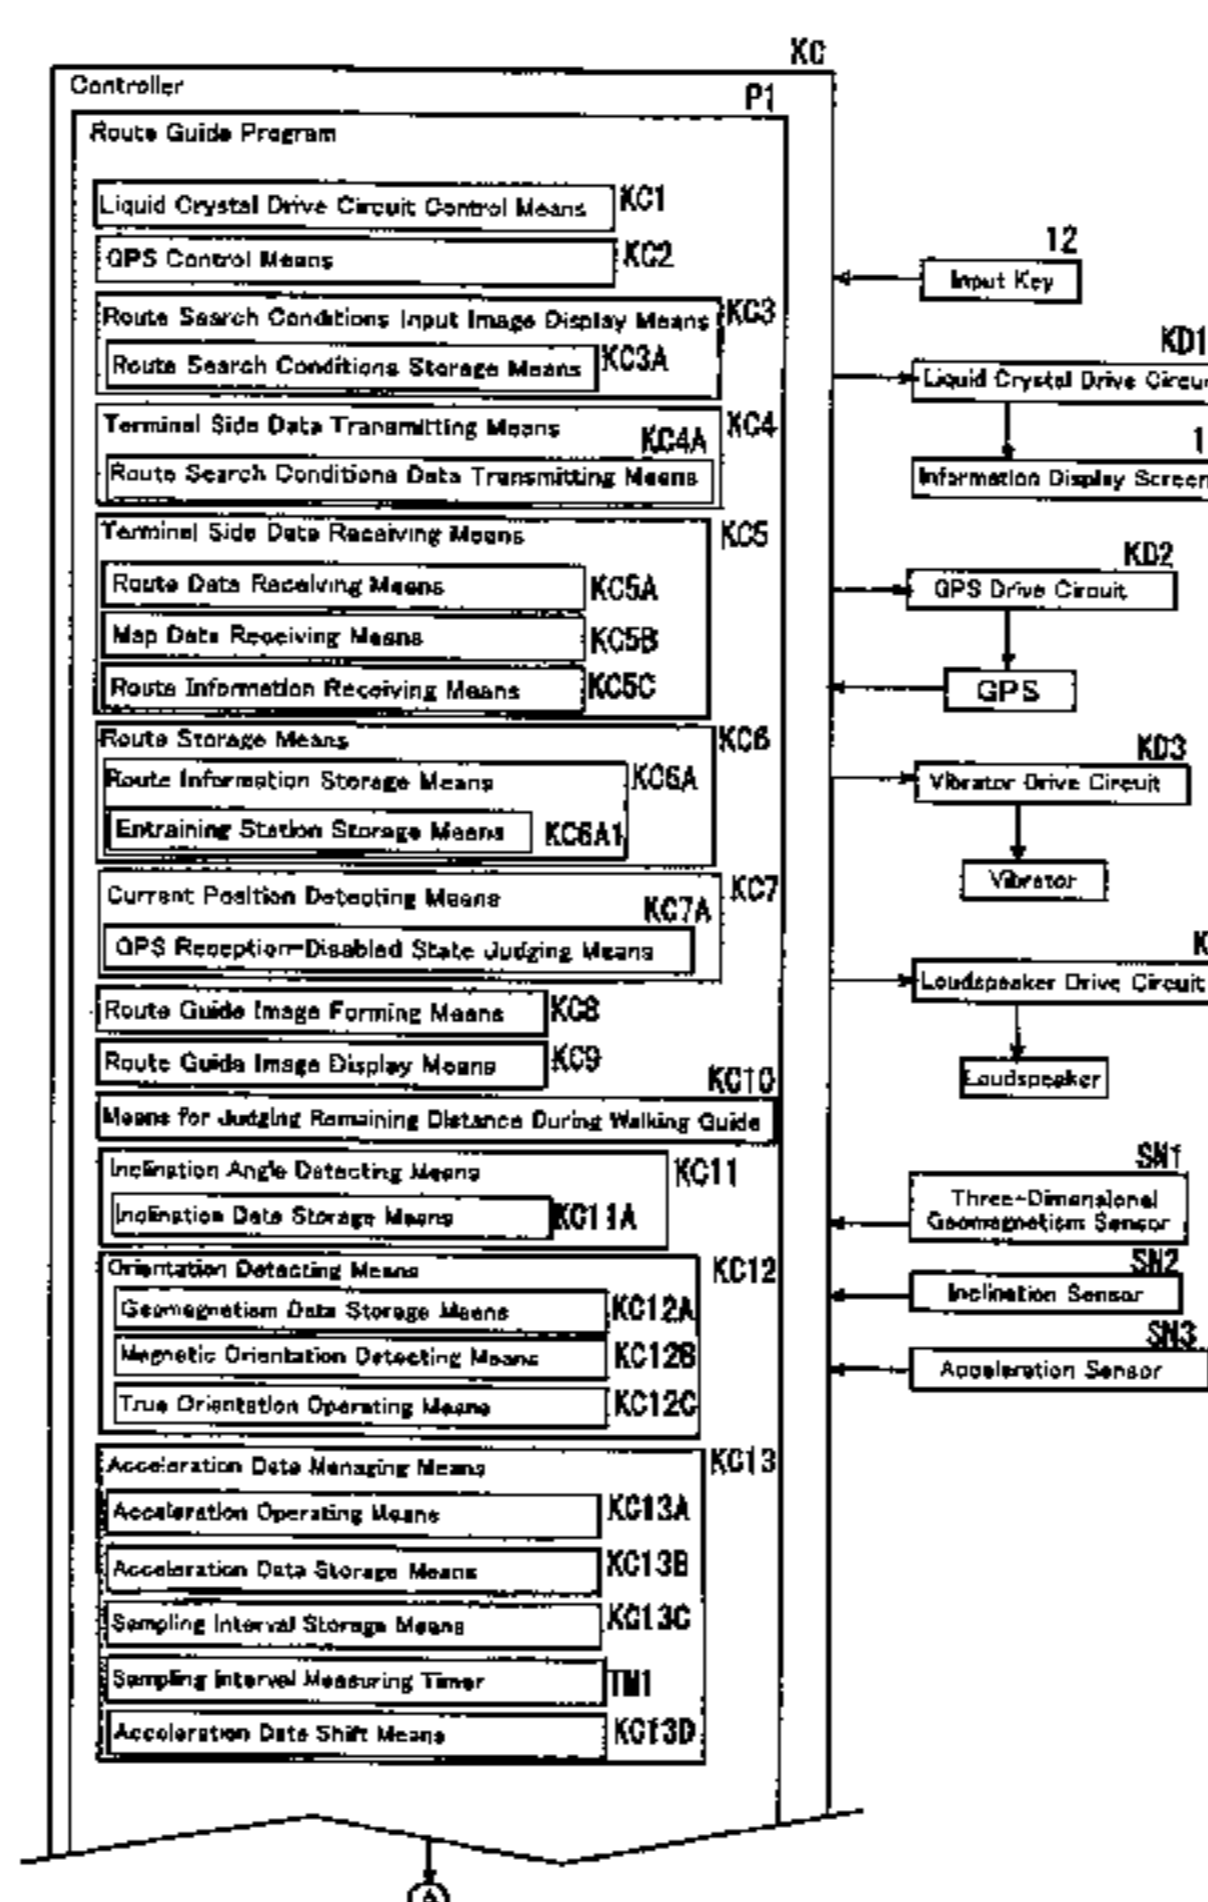 KC
Controller
P1
Route Guide Program
Liquid Crystal Drive Circuit Control Means KC1
GPS Control Means KC2
Route Search Conditions Input Image Display Means KC3
Route Search Conditions Storage Means KC3A
Terminal Side Data Transmitting Means KC4
KC4A
Route Search Conditions Data Transmitting Means
Terminal Side Data Receiving Means KC5
Route Data Receiving Means KC5A
Map Data Receiving Means KC5B
Route Information Receiving Means KC5C
Route Storage Means KC6
Route Information Storage Means KC6A
Entraining Station Storage Means KC6A1
Current Position Detecting Means KC7
KC7A
GPS Reception-Disabled State Judging Means
Route Guide Image Forming Means KC8
Route Guide Image Display Means KC9
KC10
Means for Judging Remaining Distance During Walking Guide
Inclination Angle Detecting Means KC11
Inclination Data Storage Means KC11A
Orientation Detecting Means KC12
Geomagnetism Data Storage Means KC12A
Magnetic Orientation Detecting Means KC12B
True Orientation Operating Means KC12C
Acceleration Data Managing Means KC13
Acceleration Operating Means KC13A
Acceleration Data Storage Means KC13B
Sampling Interval Storage Means KC13C
Sampling Interval Measuring Timer TM1
Acceleration Data Shift Means KC13D
12
Input Key
KD1
Liquid Crystal Drive Circui
1
Information Display Screen
KD2
GPS Drive Circuit
GPS
KD3
Vibrator Drive Circuit
Vibrator
K
Loudspeaker Drive Circuit
Loudspeaker
SN1
Three-Dimensional
Geomagnetism Sensor
SN2
Inclination Sensor
SN3
Acceleration Sensor
A